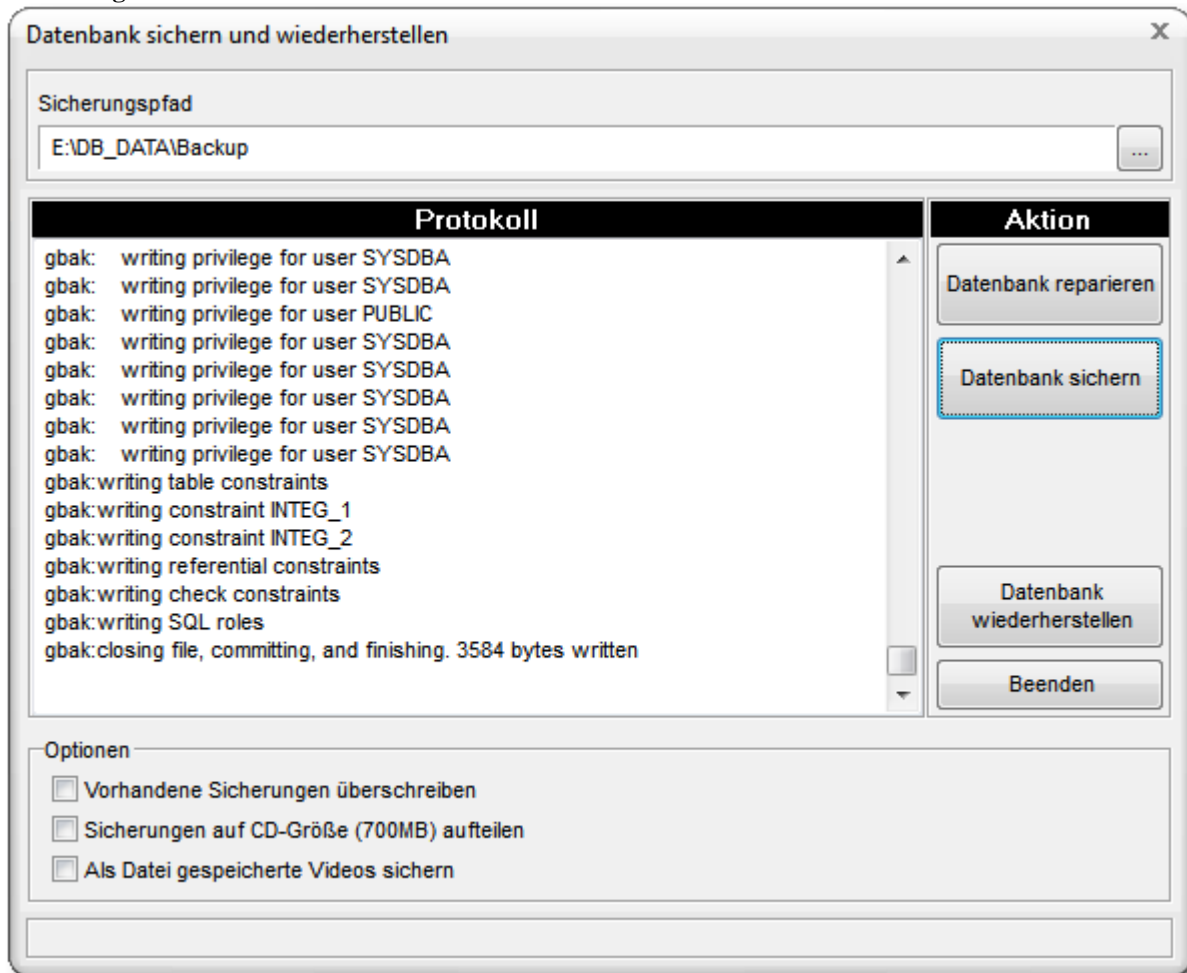 Datenbank sichern und wiederherstellen
Sicherungspfad
E:\DB_DATA\Backup
...
Protokoll
gbak: writing privilege for user SYSDBA
gbak: writing privilege for user SYSDBA
gbak: writing privilege for user PUBLIC
gbak: writing privilege for user SYSDBA
gbak: writing privilege for user SYSDBA
gbak: writing privilege for user SYSDBA
gbak: writing privilege for user SYSDBA
gbak: writing privilege for user SYSDBA
gbak:writing table constraints
gbak:writing constraint INTEG_1
gbak:writing constraint INTEG_2
gbak:writing referential constraints
gbak:writing check constraints
gbak:writing SQL roles
gbak:closing file, committing, and finishing. 3584 bytes written
Aktion
Datenbank reparieren
Datenbank sichern
Datenbank
wiederherstellen
Beenden
Optionen
Vorhandene Sicherungen überschreiben
Sicherungen auf CD-Größe (700MB) aufteilen
Als Datei gespeicherte Videos sichern